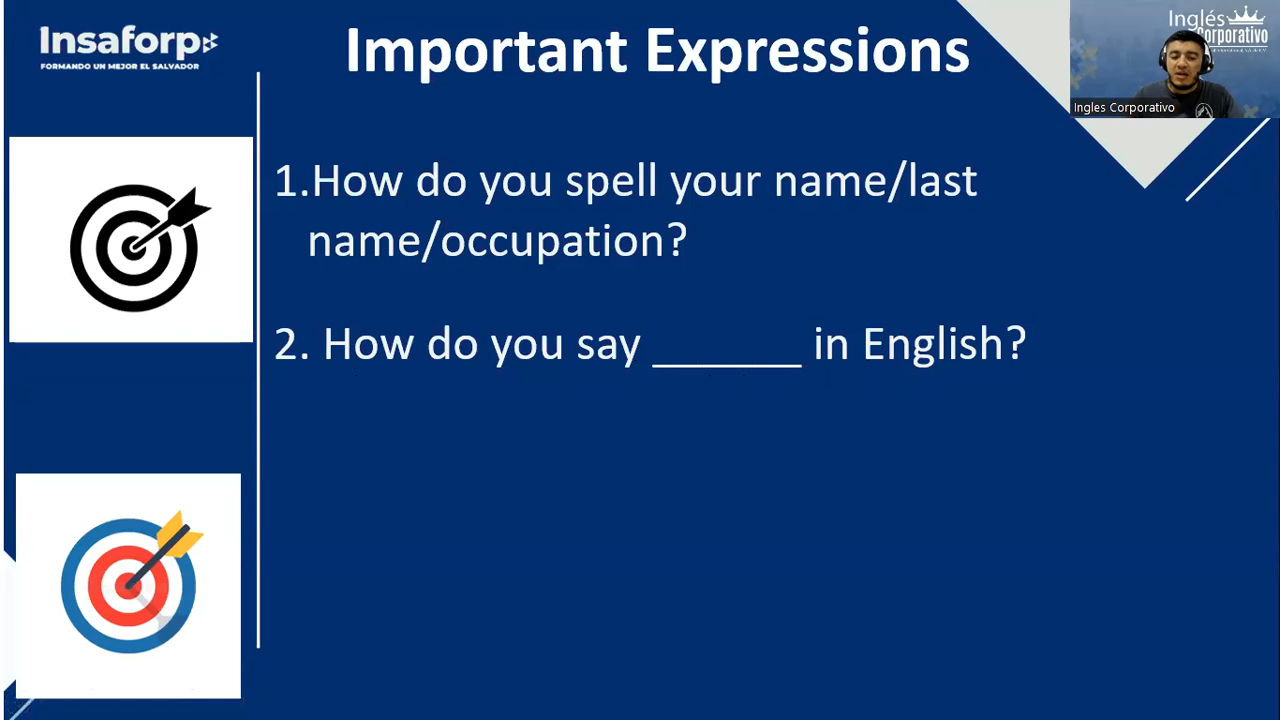 Insaforp
FORMANDO UN MEJOR EL SALVADOR
Important Expressions
Inglés
Corporativo
Ingles Corporativo
1.How do you spell your name/last
name/occupation?
2. How do you say _______ in English?